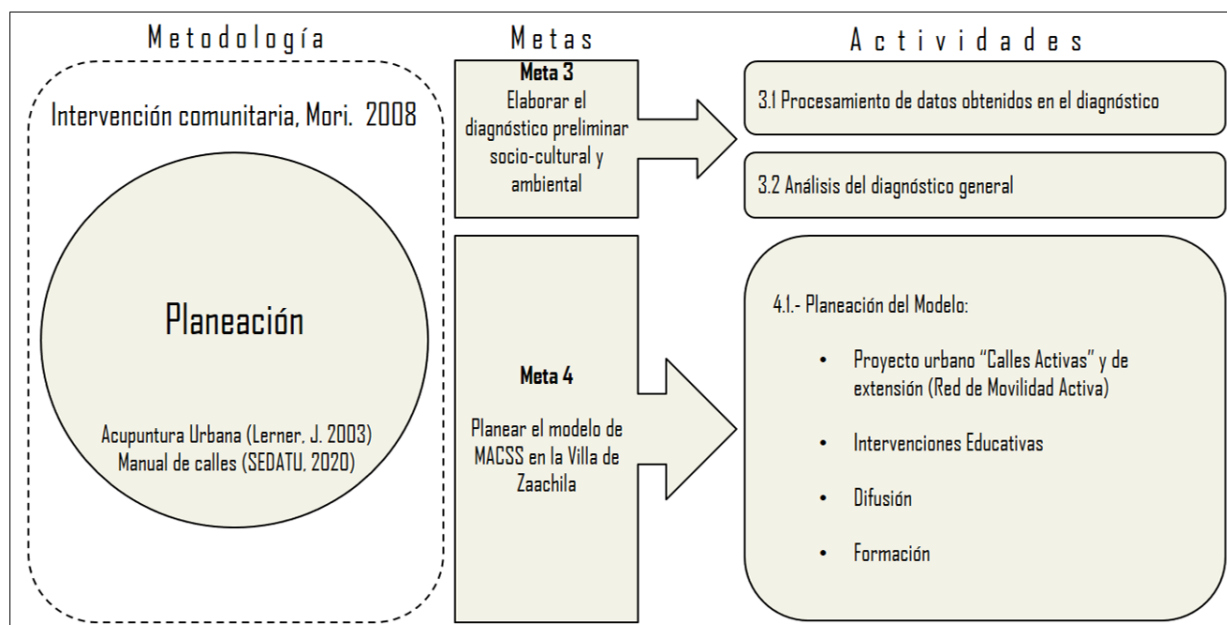 Metodología
Metas
Actividades
Intervención comunitaria, Mori. 2008
Planeación
Acupuntura Urbana (Lerner, J. 2003)
Manual de calles (SEDATU, 2020)
Meta 3
Elaborar el
diagnóstico preliminar
socio-cultural y
ambiental
3.1 Procesamiento de datos obtenidos en el diagnóstico
3.2 Análisis del diagnóstico general
Meta 4
Planear el modelo de
MACSS en la Villa de
Zaachila
4.1.- Planeación del Modelo:
• Proyecto urbano “Calles Activas” y de
extensión (Red de Movilidad Activa)
• Intervenciones Educativas
• Difusión
• Formación